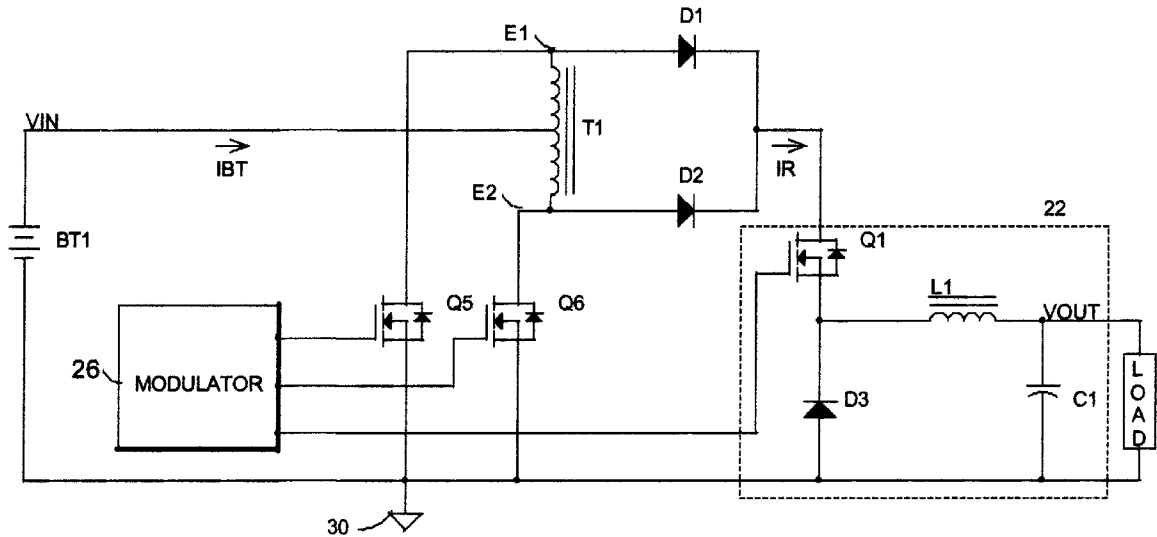 D1
E1
VIN
T1
IBT
IR
D2
E2
22
BT1
Q1
Q5
Q6
L1
VOUT
26
MODULATOR
D3
C1
LOAD
30